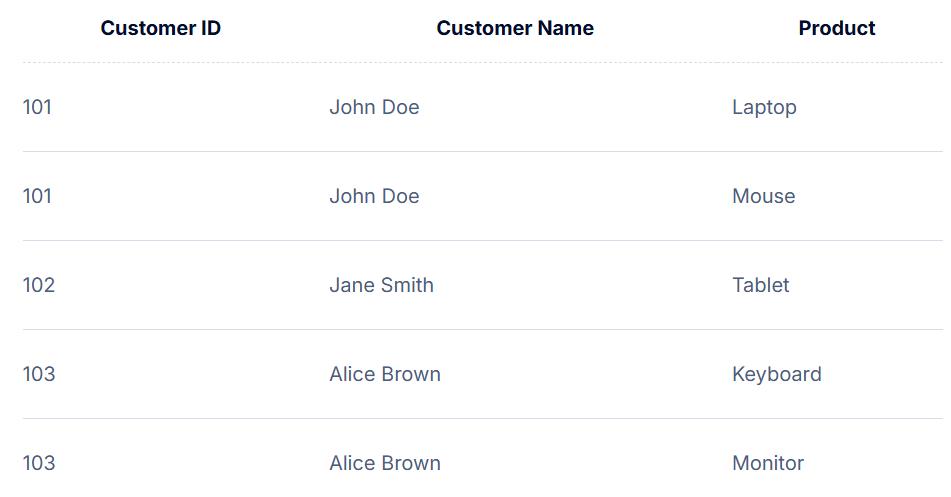 Customer ID Customer Name Product
101 John Doe Laptop
101 John Doe Mouse
102 Jane Smith Tablet
103 Alice Brown Keyboard
103 Alice Brown Monitor